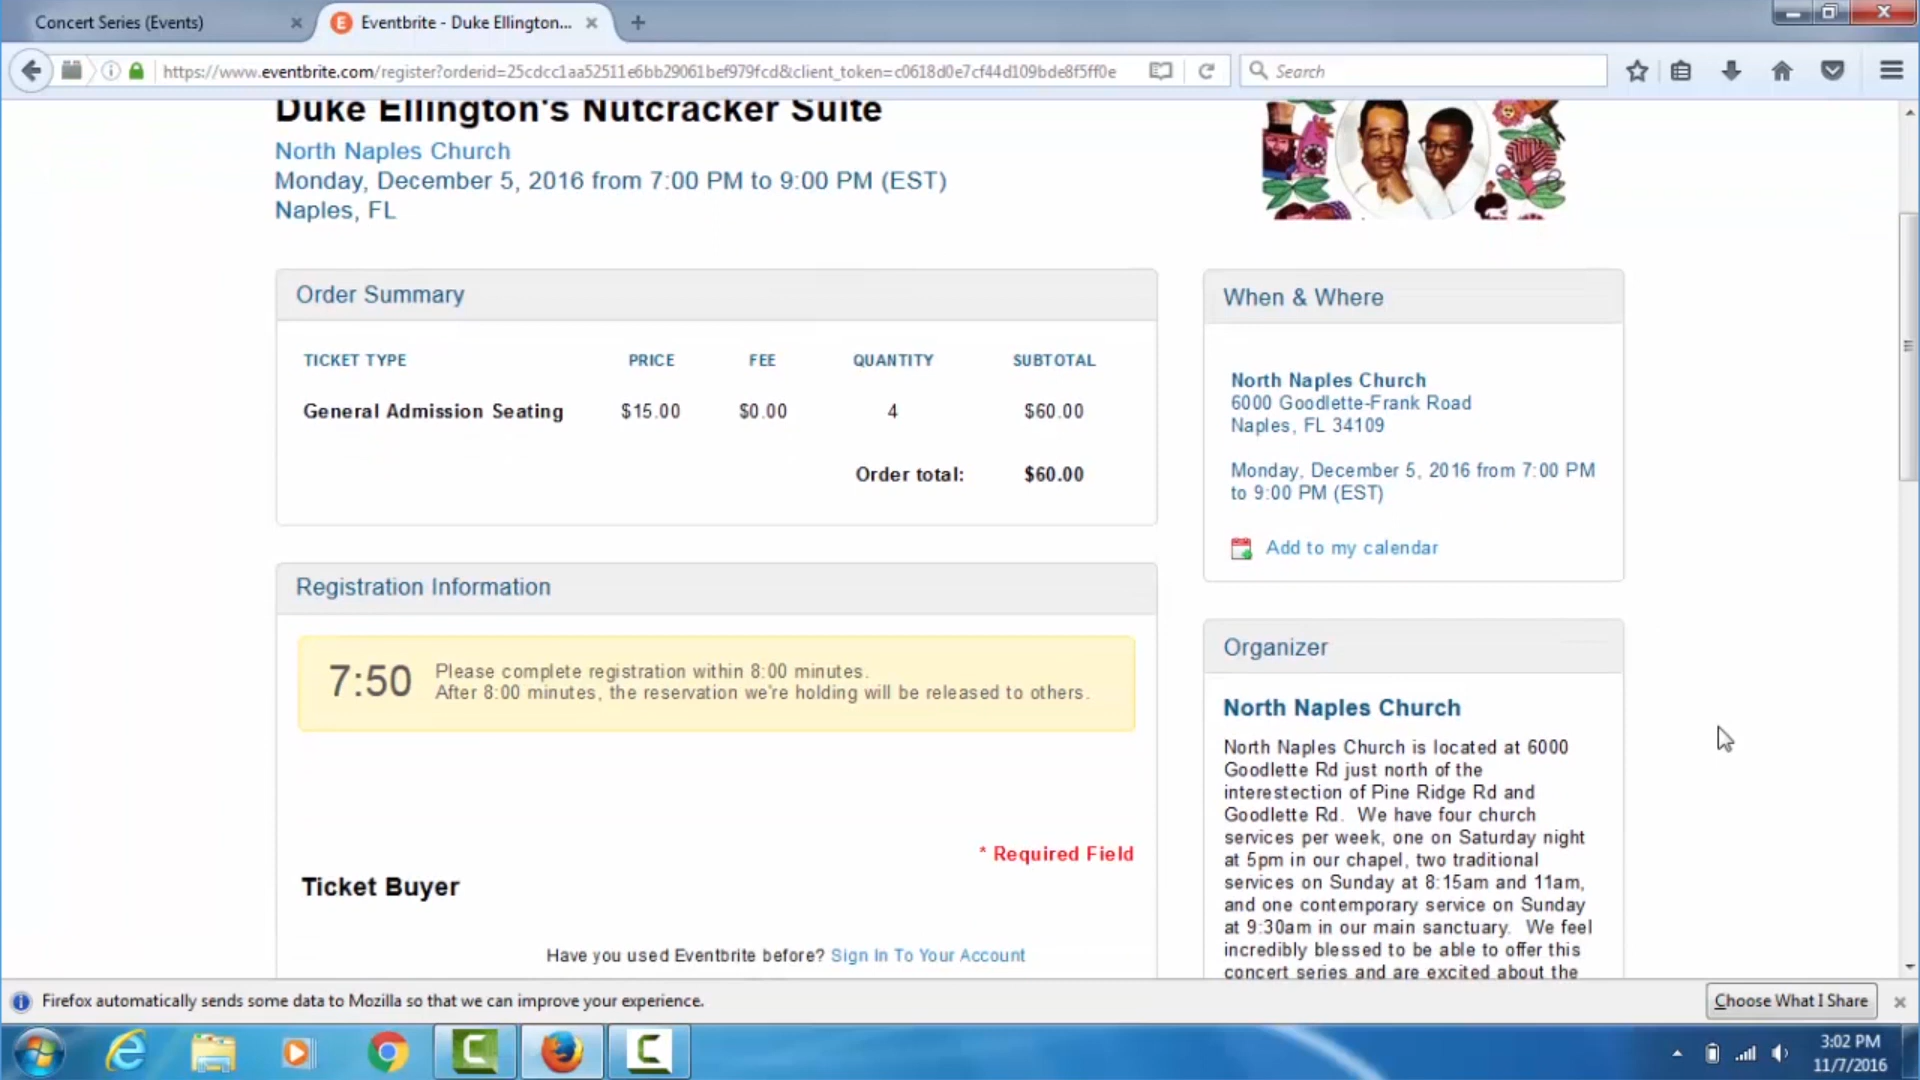 Concert Series (Events)
Eventbrite - Duke Ellington...
https://www.eventbrite.com/register?orderid=25cdcc1aa52511e6bb29061bef979fcd&client_token=c0618d0e7cf44d109bde8f5ff0e
Search
Duke Ellington's Nutcracker Suite
North Naples Church
Monday, December 5, 2016 from 7:00 PM to 9:00 PM (EST)
Naples, FL
Order Summary
TICKET TYPE PRICE FEE QUANTITY SUBTOTAL
General Admission Seating $15.00 $0.00 4 $60.00
Order total: $60.00
Registration Information
7:50
Please complete registration within 8:00 minutes.
After 8:00 minutes, the reservation we're holding will be released to others.
* Required Field
Ticket Buyer
Have you used Eventbrite before? Sign In To Your Account
When & Where
North Naples Church
6000 Goodlette-Frank Road
Naples, FL 34109
Monday, December 5, 2016 from 7:00 PM
to 9:00 PM (EST)
Add to my calendar
Organizer
North Naples Church
North Naples Church is located at 6000
Goodlette Rd just north of the
interestection of Pine Ridge Rd and
Goodlette Rd. We have four church
services per week, one on Saturday night
at 5pm in our chapel, two traditional
services on Sunday at 8:15am and 11am,
and one contemporary service on Sunday
at 9:30am in our main sanctuary. We feel
incredibly blessed to be able to offer this
concert series and are excited about the
Firefox automatically sends some data to Mozilla so that we can improve your experience.
Choose What I Share
3:02 PM
11/7/2016